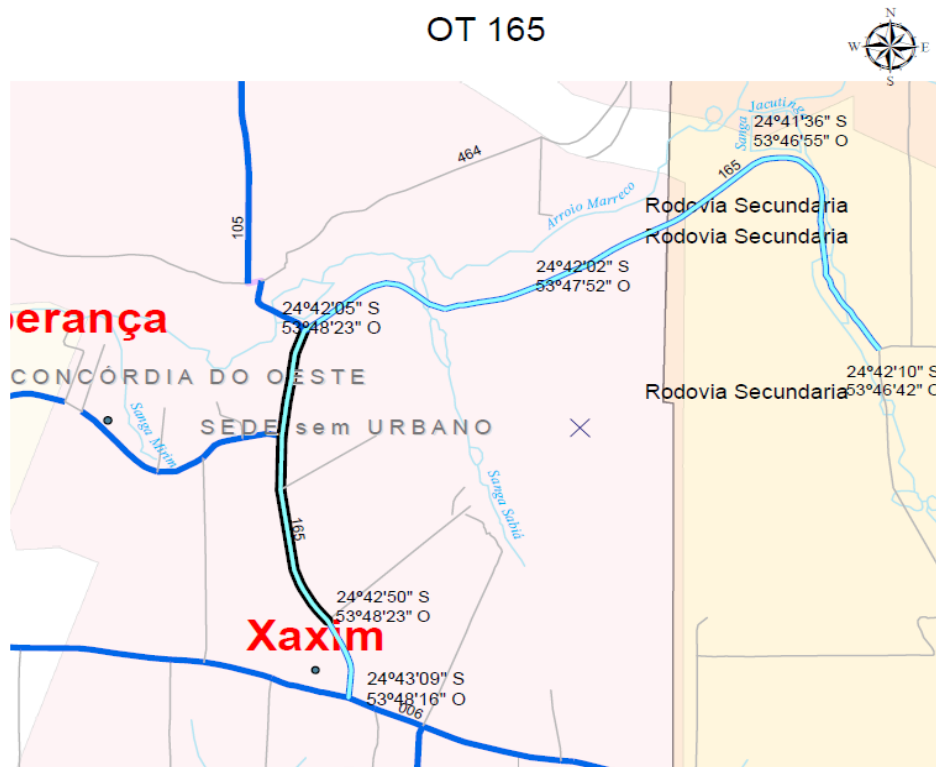 OT 165
N
W E
S
Sanga Jacutinga
24º41'36" S
53º46'55" O
464
165
Arroio Marreco
105
Rodovia Secundaria
Rodovia Secundaria
24º42'02" S
53º47'52" O
24º42'05" S
53º48'23" O
perança
CONCÓRDIA DO OESTE
24º42'10" S
53º46'42" O
Rodovia Secundaria
Sanga Mirim
SEDE sem URBANO
Sanga Sabiá
165
24º42'50" S
53º48'23" O
Xaxim
24º43'09" S
53º48'16" O
006